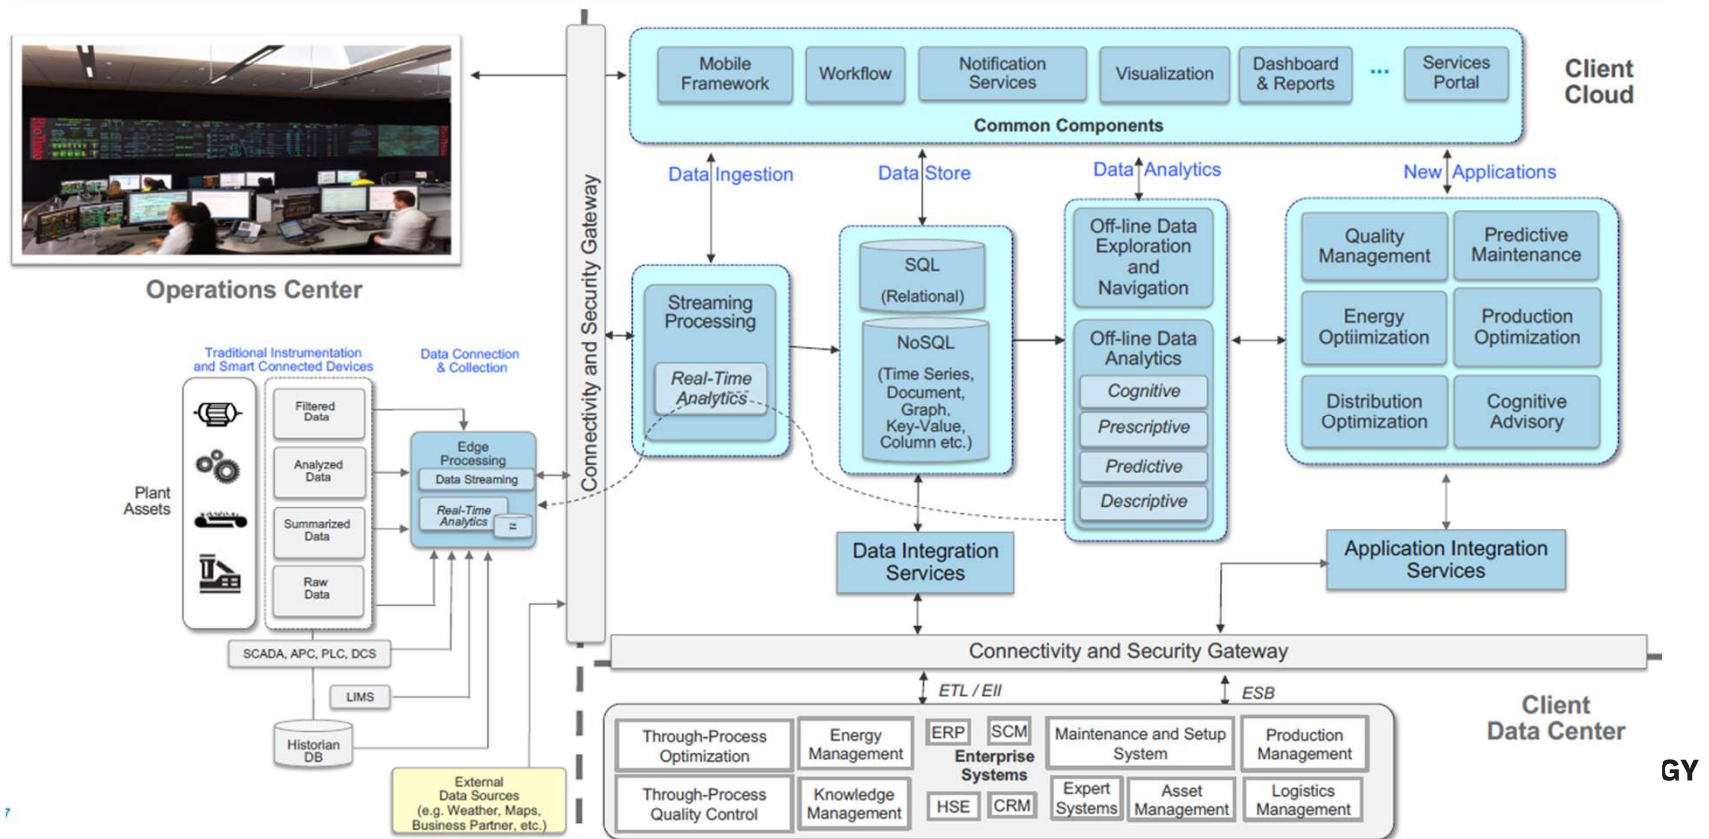 Mobile
Framework
Workflow
Notification
Services
Visualization
Dashboard
& Reports
...
Services
Portal
Common Components
Client
Cloud
RioTinto
Operations Center
Connectivity and Security Gateway
Data Ingestion
Data Store
Data Analytics
New Applications
Streaming
Processing
Real-Time
Analytics
SQL
(Relational)
NoSQL
(Time Series,
Document,
Graph,
Key-Value,
Column etc.)
Off-line Data
Exploration
and
Navigation
Off-line Data
Analytics
Cognitive
Prescriptive
Predictive
Descriptive
Quality
Management
Predictive
Maintenance
Energy
Optiimization
Production
Optimization
Distribution
Optimization
Cognitive
Advisory
Traditional Instrumentation
and Smart Connected Devices
Data Connection
& Collection
Plant
Assets
Filtered
Data
Analyzed
Data
Summarized
Data
Raw
Data
Edge
Processing
Data Streaming
Real-Time
Analytics
SCADA, APC, PLC, DCS
LIMS
Historian
DB
External
Data Sources
(e.g. Weather, Maps,
Business Partner, etc.)
Data Integration
Services
Application Integration
Services
Connectivity and Security Gateway
ETL / EII
ESB
Client
Data Center
Through-Process
Optimization
Energy
Management
ERP
SCM
Enterprise
Systems
HSE
CRM
Maintenance and Setup
System
Production
Management
Through-Process
Quality Control
Knowledge
Management
Expert
Systems
Asset
Management
Logistics
Management
GY